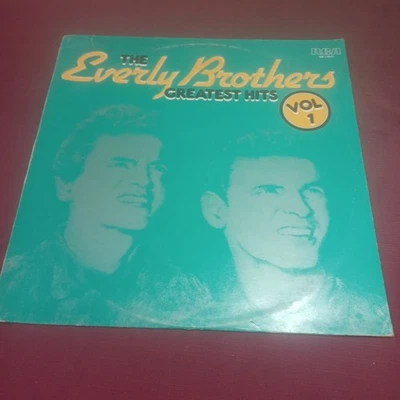 RCA
THE
Everly Brothers
GREATEST HITS
VOL
1